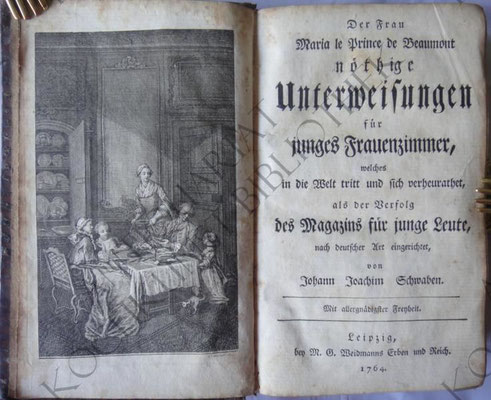 Der Frau
Maria le Prince de Beaumont
nöthige
Unterweisungen
für
junges Frauenzimmer,
welches
in die Welt tritt und sich verheurathet,
als der Verfolg
des Magazins für junge Leute,
nach deutscher Art eingerichtet,
von
Johann Joachim Schwaben.
Mit allergnädigster Freyheit.
Leipzig,
bey M. G. Weidmanns Erben und Reich.
1764.